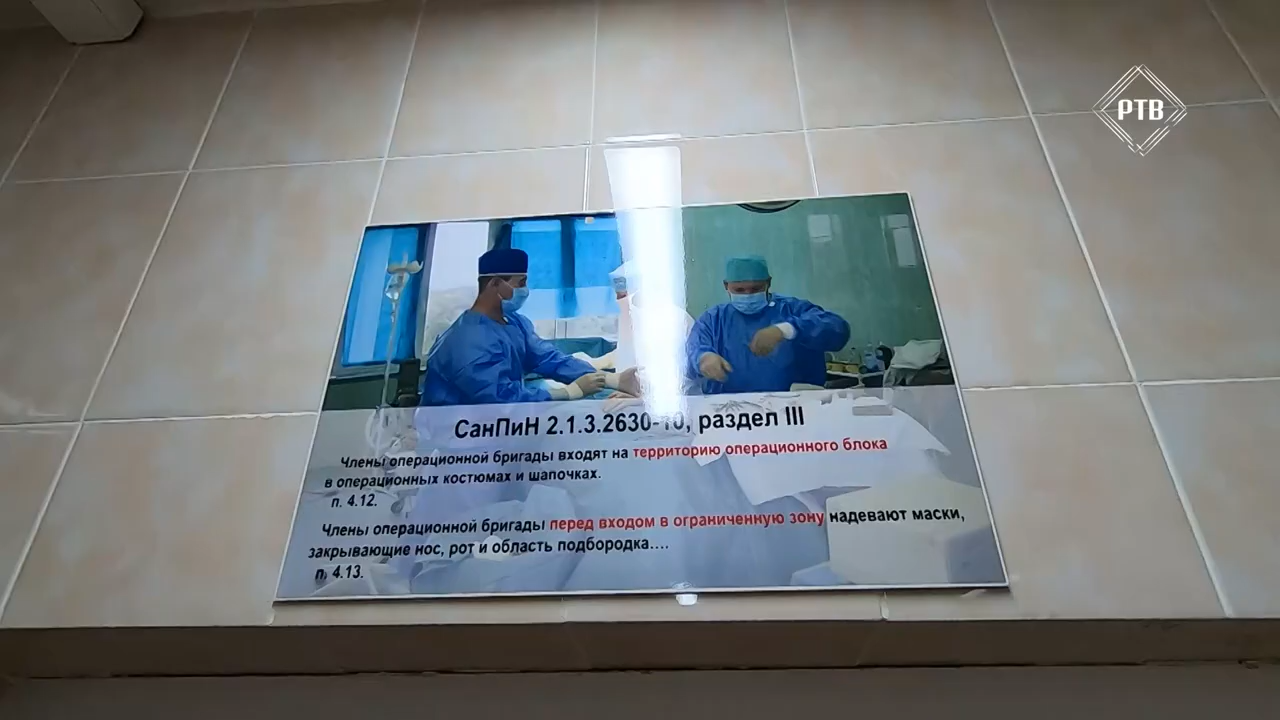 РТВ
СанПиН 2.1.3.2630-10, раздел III
Члены операционной бригады входят на территорию операционного блока
в операционных костюмах и шапочках.
п. 4.12.
Члены операционной бригады перед входом в ограниченную зону надевают маски,
закрывающие нос, рот и область подбородка….
п. 4.13.